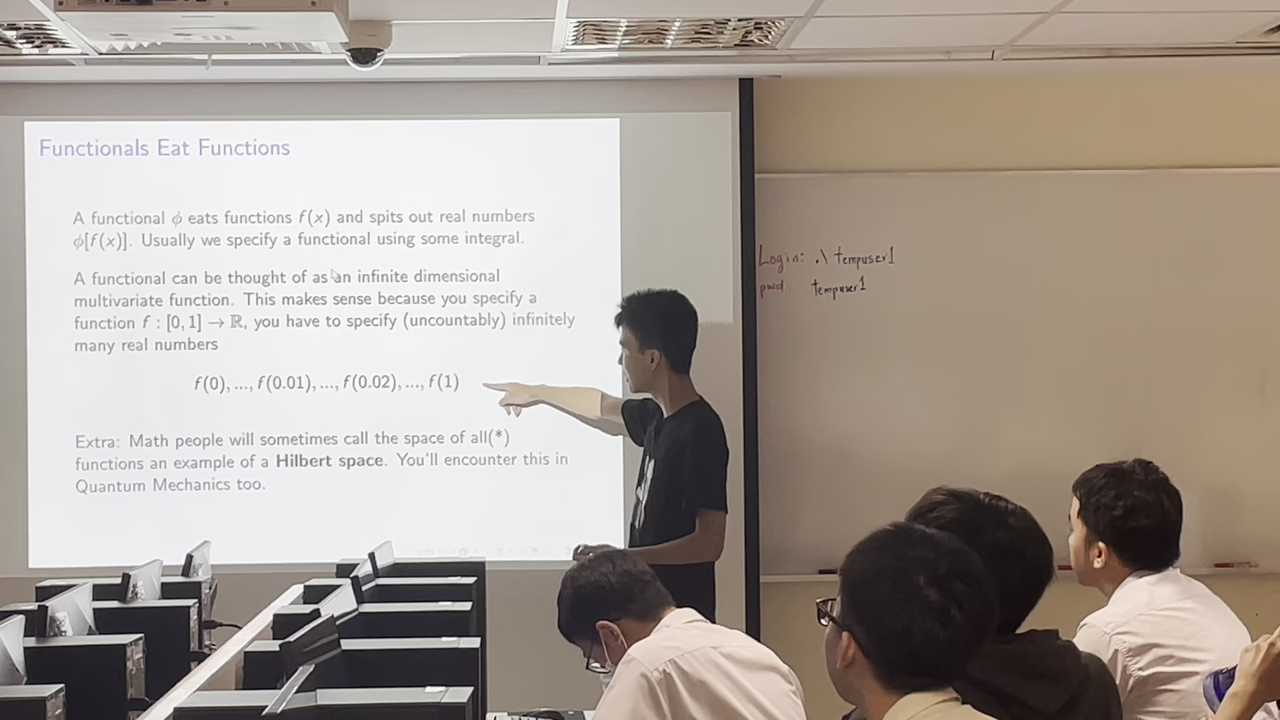 Functionals Eat Functions
A functional ϕ eats functions f(x) and spits out real numbers
ϕ[f(x)]. Usually we specify a functional using some integral.
A functional can be thought of as an infinite dimensional
multivariate function. This makes sense because you specify a
function f : [0, 1] → ℝ, you have to specify (uncountably) infinitely
many real numbers
f(0), ..., f(0.01), ..., f(0.02), ..., f(1)
Extra: Math people will sometimes call the space of all(*)
functions an example of a Hilbert space. You'll encounter this in
Quantum Mechanics too.
Login: .\ tempuser1
pwd tempuser1